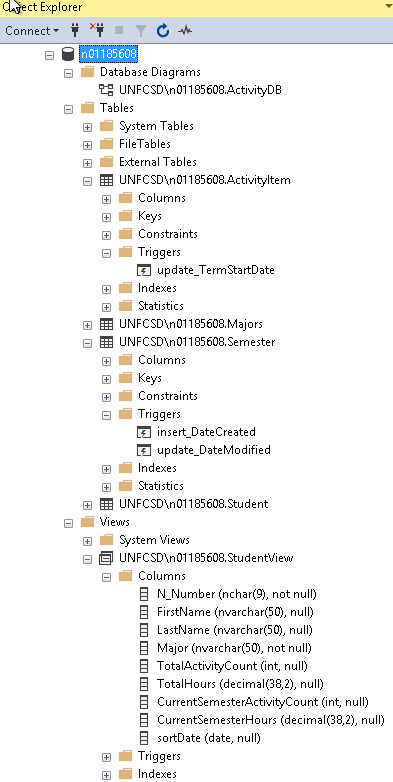 Object Explorer
Connect
n01185608
Database Diagrams
UNFCSD\n01185608.ActivityDB
Tables
System Tables
FileTables
External Tables
UNFCSD\n01185608.ActivityItem
Columns
Keys
Constraints
Triggers
update_TermStartDate
Indexes
Statistics
UNFCSD\n01185608.Majors
UNFCSD\n01185608.Semester
Columns
Keys
Constraints
Triggers
insert_DateCreated
update_DateModified
Indexes
Statistics
UNFCSD\n01185608.Student
Views
System Views
UNFCSD\n01185608.StudentView
Columns
N_Number (nchar(9), not null)
FirstName (nvarchar(50), null)
LastName (nvarchar(50), null)
Major (nvarchar(50), not null)
TotalActivityCount (int, null)
TotalHours (decimal(38,2), null)
CurrentSemesterActivityCount (int, null)
CurrentSemesterHours (decimal(38,2), null)
sortDate (date, null)
Triggers
Indexes